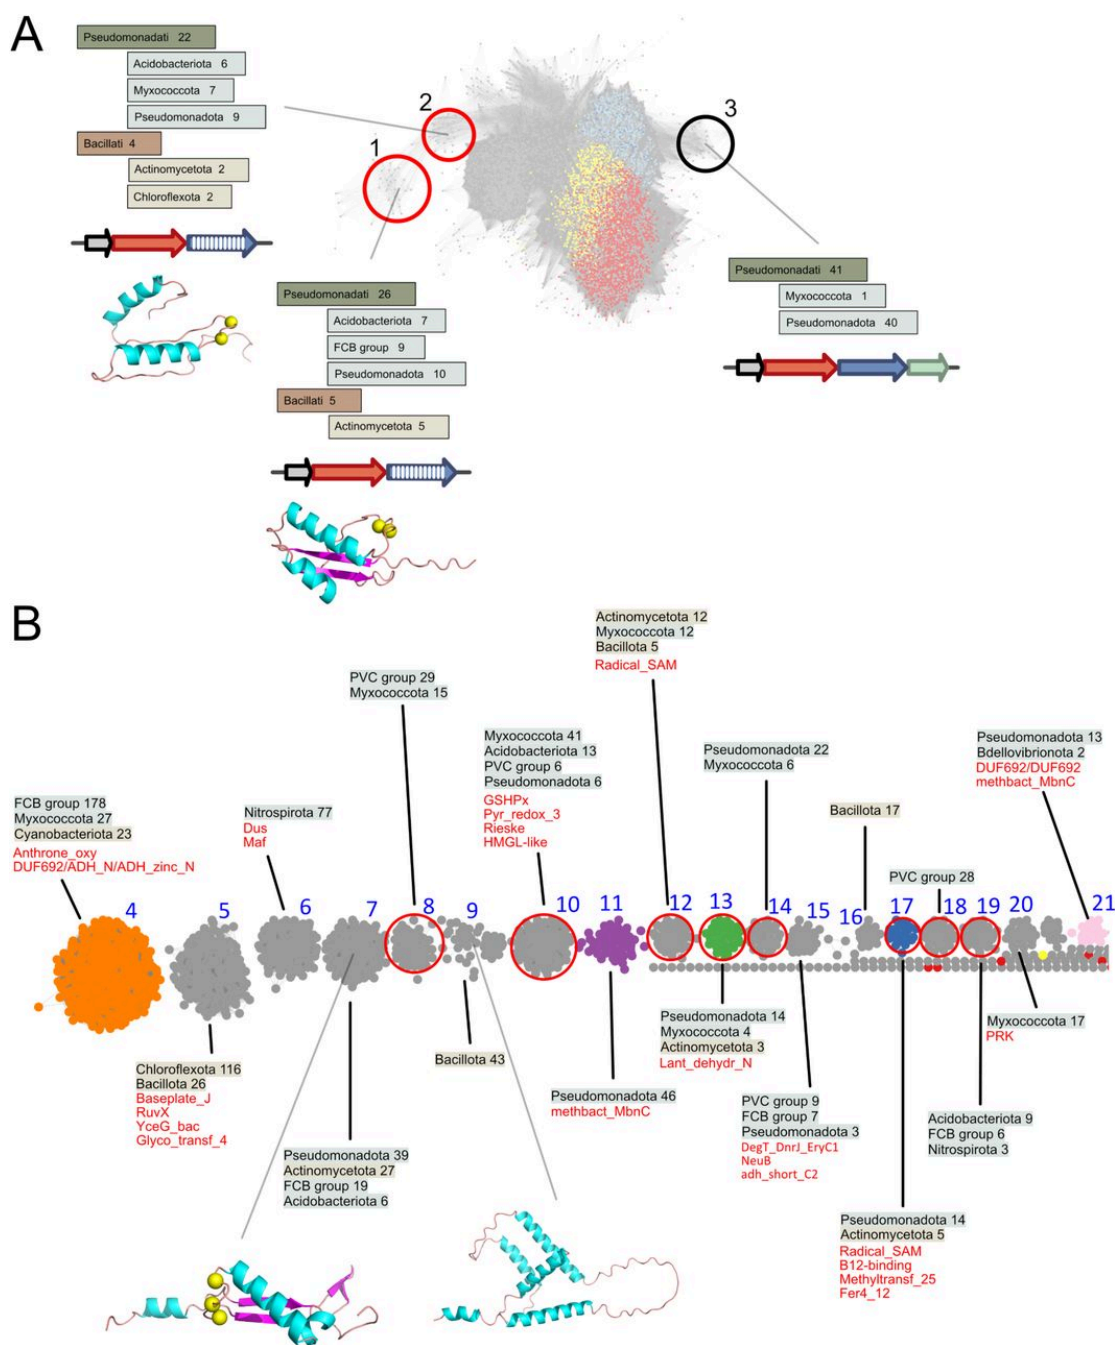 A
Pseudomonadati 22
Acidobacteriota 6
Myxococcota 7
Pseudomonadota 9
Bacillati 4
Actinomycetota 2
Chloroflexota 2
2
1
3
Pseudomonadati 26
Acidobacteriota 7
FCB group 9
Pseudomonadota 10
Bacillati 5
Actinomycetota 5
Pseudomonadati 41
Myxococcota 1
Pseudomonadota 40
B
FCB group 178
Myxococcota 27
Cyanobacteriota 23
Anthrone_oxy
DUF692/ADH_N/ADH_zinc_N
Nitrospirota 77
Dus
Maf
PVC group 29
Myxococcota 15
Myxococcota 41
Acidobacteriota 13
PVC group 6
Pseudomonadota 6
GSHPx
Pyr_redox_3
Rieske
HMGL-like
Actinomycetota 12
Myxococcota 12
Bacillota 5
Radical_SAM
Pseudomonadota 22
Myxococcota 6
Bacillota 17
PVC group 28
Pseudomonadota 13
Bdellovibrionota 2
DUF692/DUF692
methbact_MbnC
4 5 6 7 8 9 10 11 12 13 14 15 16 17 18 19 20 21
Chloroflexota 116
Bacillota 26
Baseplate_J
RuvX
YceG_bac
Glyco_transf_4
Pseudomonadota 39
Actinomycetota 27
FCB group 19
Acidobacteriota 6
Bacillota 43
Pseudomonadota 46
methbact_MbnC
Pseudomonadota 14
Myxococcota 4
Actinomycetota 3
Lant_dehydr_N
PVC group 9
FCB group 7
Pseudomonadota 3
DegT_DnrJ_EryC1
NeuB
adh_short_C2
Pseudomonadota 14
Actinomycetota 5
Radical_SAM
B12-binding
Methyltransf_25
Fer4_12
Acidobacteriota 9
FCB group 6
Nitrospirota 3
Myxococcota 17
PRK